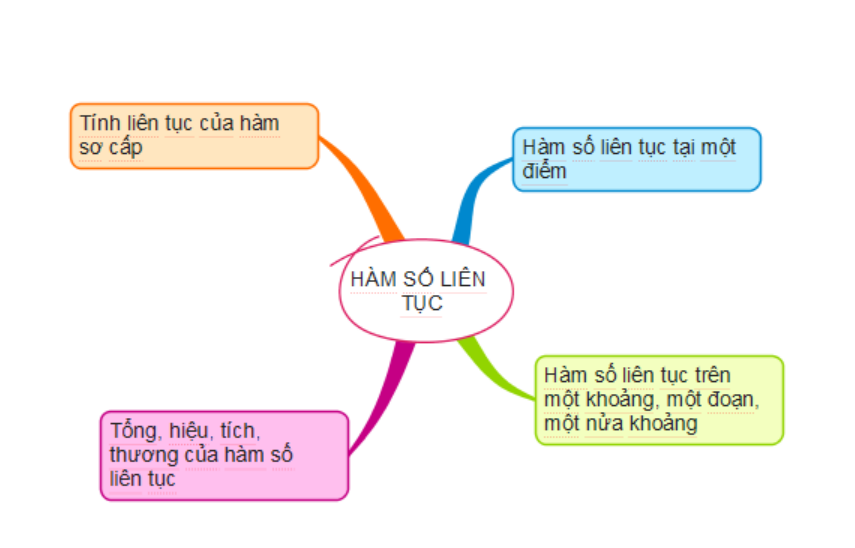 Tính liên tục của hàm
sơ cấp
Hàm số liên tục tại một
điểm
HÀM SỐ LIÊN
TỤC
Hàm số liên tục trên
một khoảng, một đoạn,
một nửa khoảng
Tổng, hiệu, tích,
thương của hàm số
liên tục